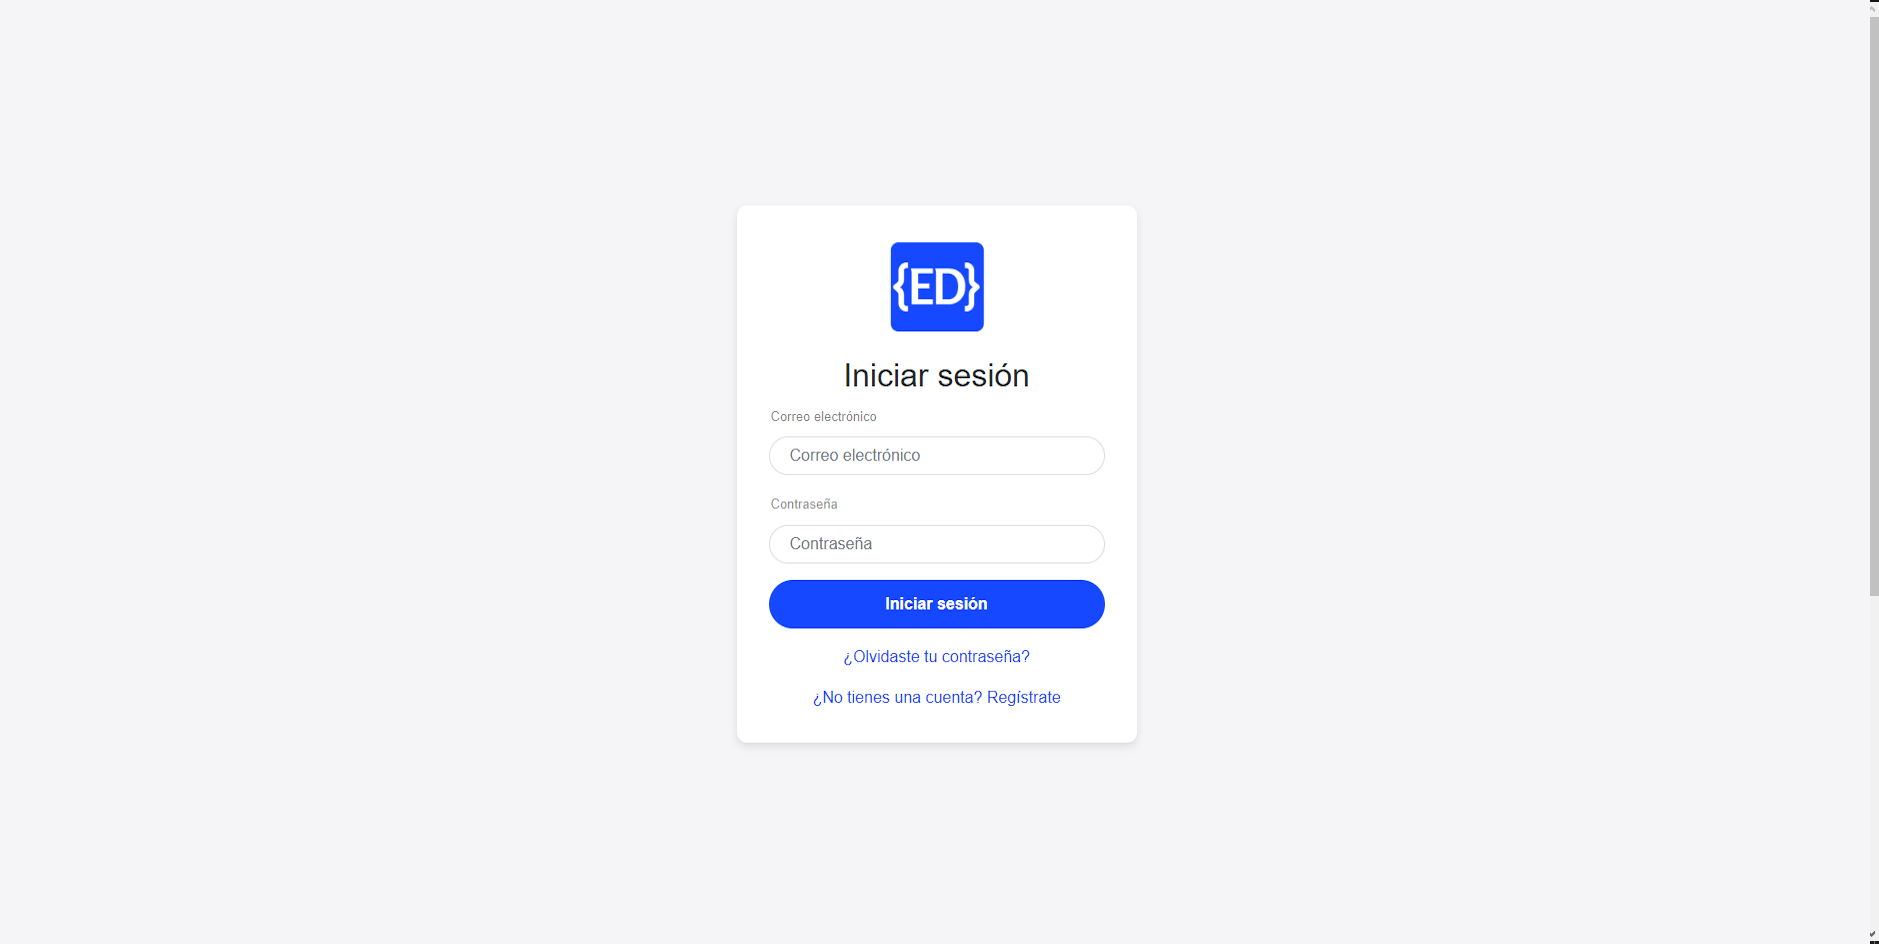 {ED}
Iniciar sesión
Correo electrónico
Correo electrónico
Contraseña
Contraseña
Iniciar sesión
¿Olvidaste tu contraseña?
¿No tienes una cuenta? Regístrate